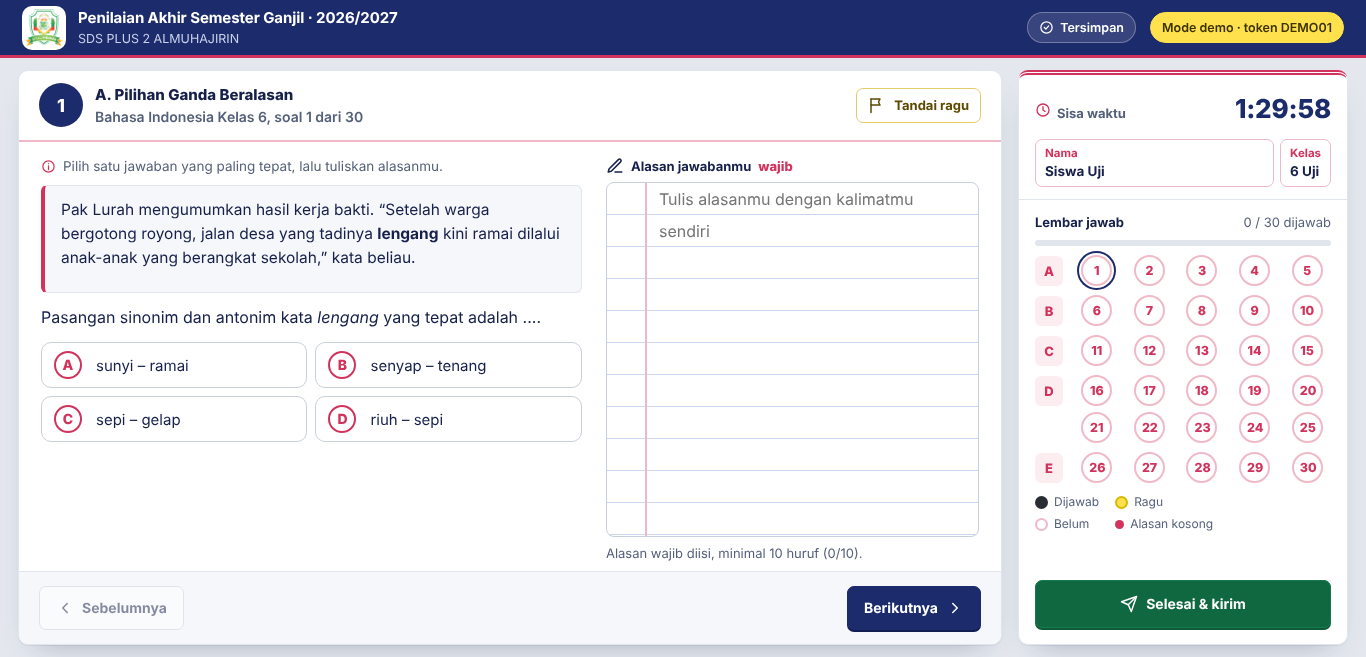 Penilaian Akhir Semester Ganjil · 2026/2027
SDS PLUS 2 ALMUHAJIRIN
Tersimpan
Mode demo · token DEMO01
1
A. Pilihan Ganda Beralasan
Bahasa Indonesia Kelas 6, soal 1 dari 30
Tandai ragu
Pilih satu jawaban yang paling tepat, lalu tuliskan alasanmu.
Pak Lurah mengumumkan hasil kerja bakti. “Setelah warga
bergotong royong, jalan desa yang tadinya lengang kini ramai dilalui
anak-anak yang berangkat sekolah,” kata beliau.
Pasangan sinonim dan antonim kata lengang yang tepat adalah ....
A sunyi – ramai
B senyap – tenang
C sepi – gelap
D riuh – sepi
Alasan jawabanmu wajib
Tulis alasanmu dengan kalimatmu
sendiri
Alasan wajib diisi, minimal 10 huruf (0/10).
Sebelumnya
Berikutnya
Sisa waktu
1:29:58
Nama
Siswa Uji
Kelas
6 Uji
Lembar jawab
0 / 30 dijawab
A 1 2 3 4 5
B 6 7 8 9 10
C 11 12 13 14 15
D 16 17 18 19 20
21 22 23 24 25
E 26 27 28 29 30
Dijawab
Ragu
Belum
Alasan kosong
Selesai & kirim